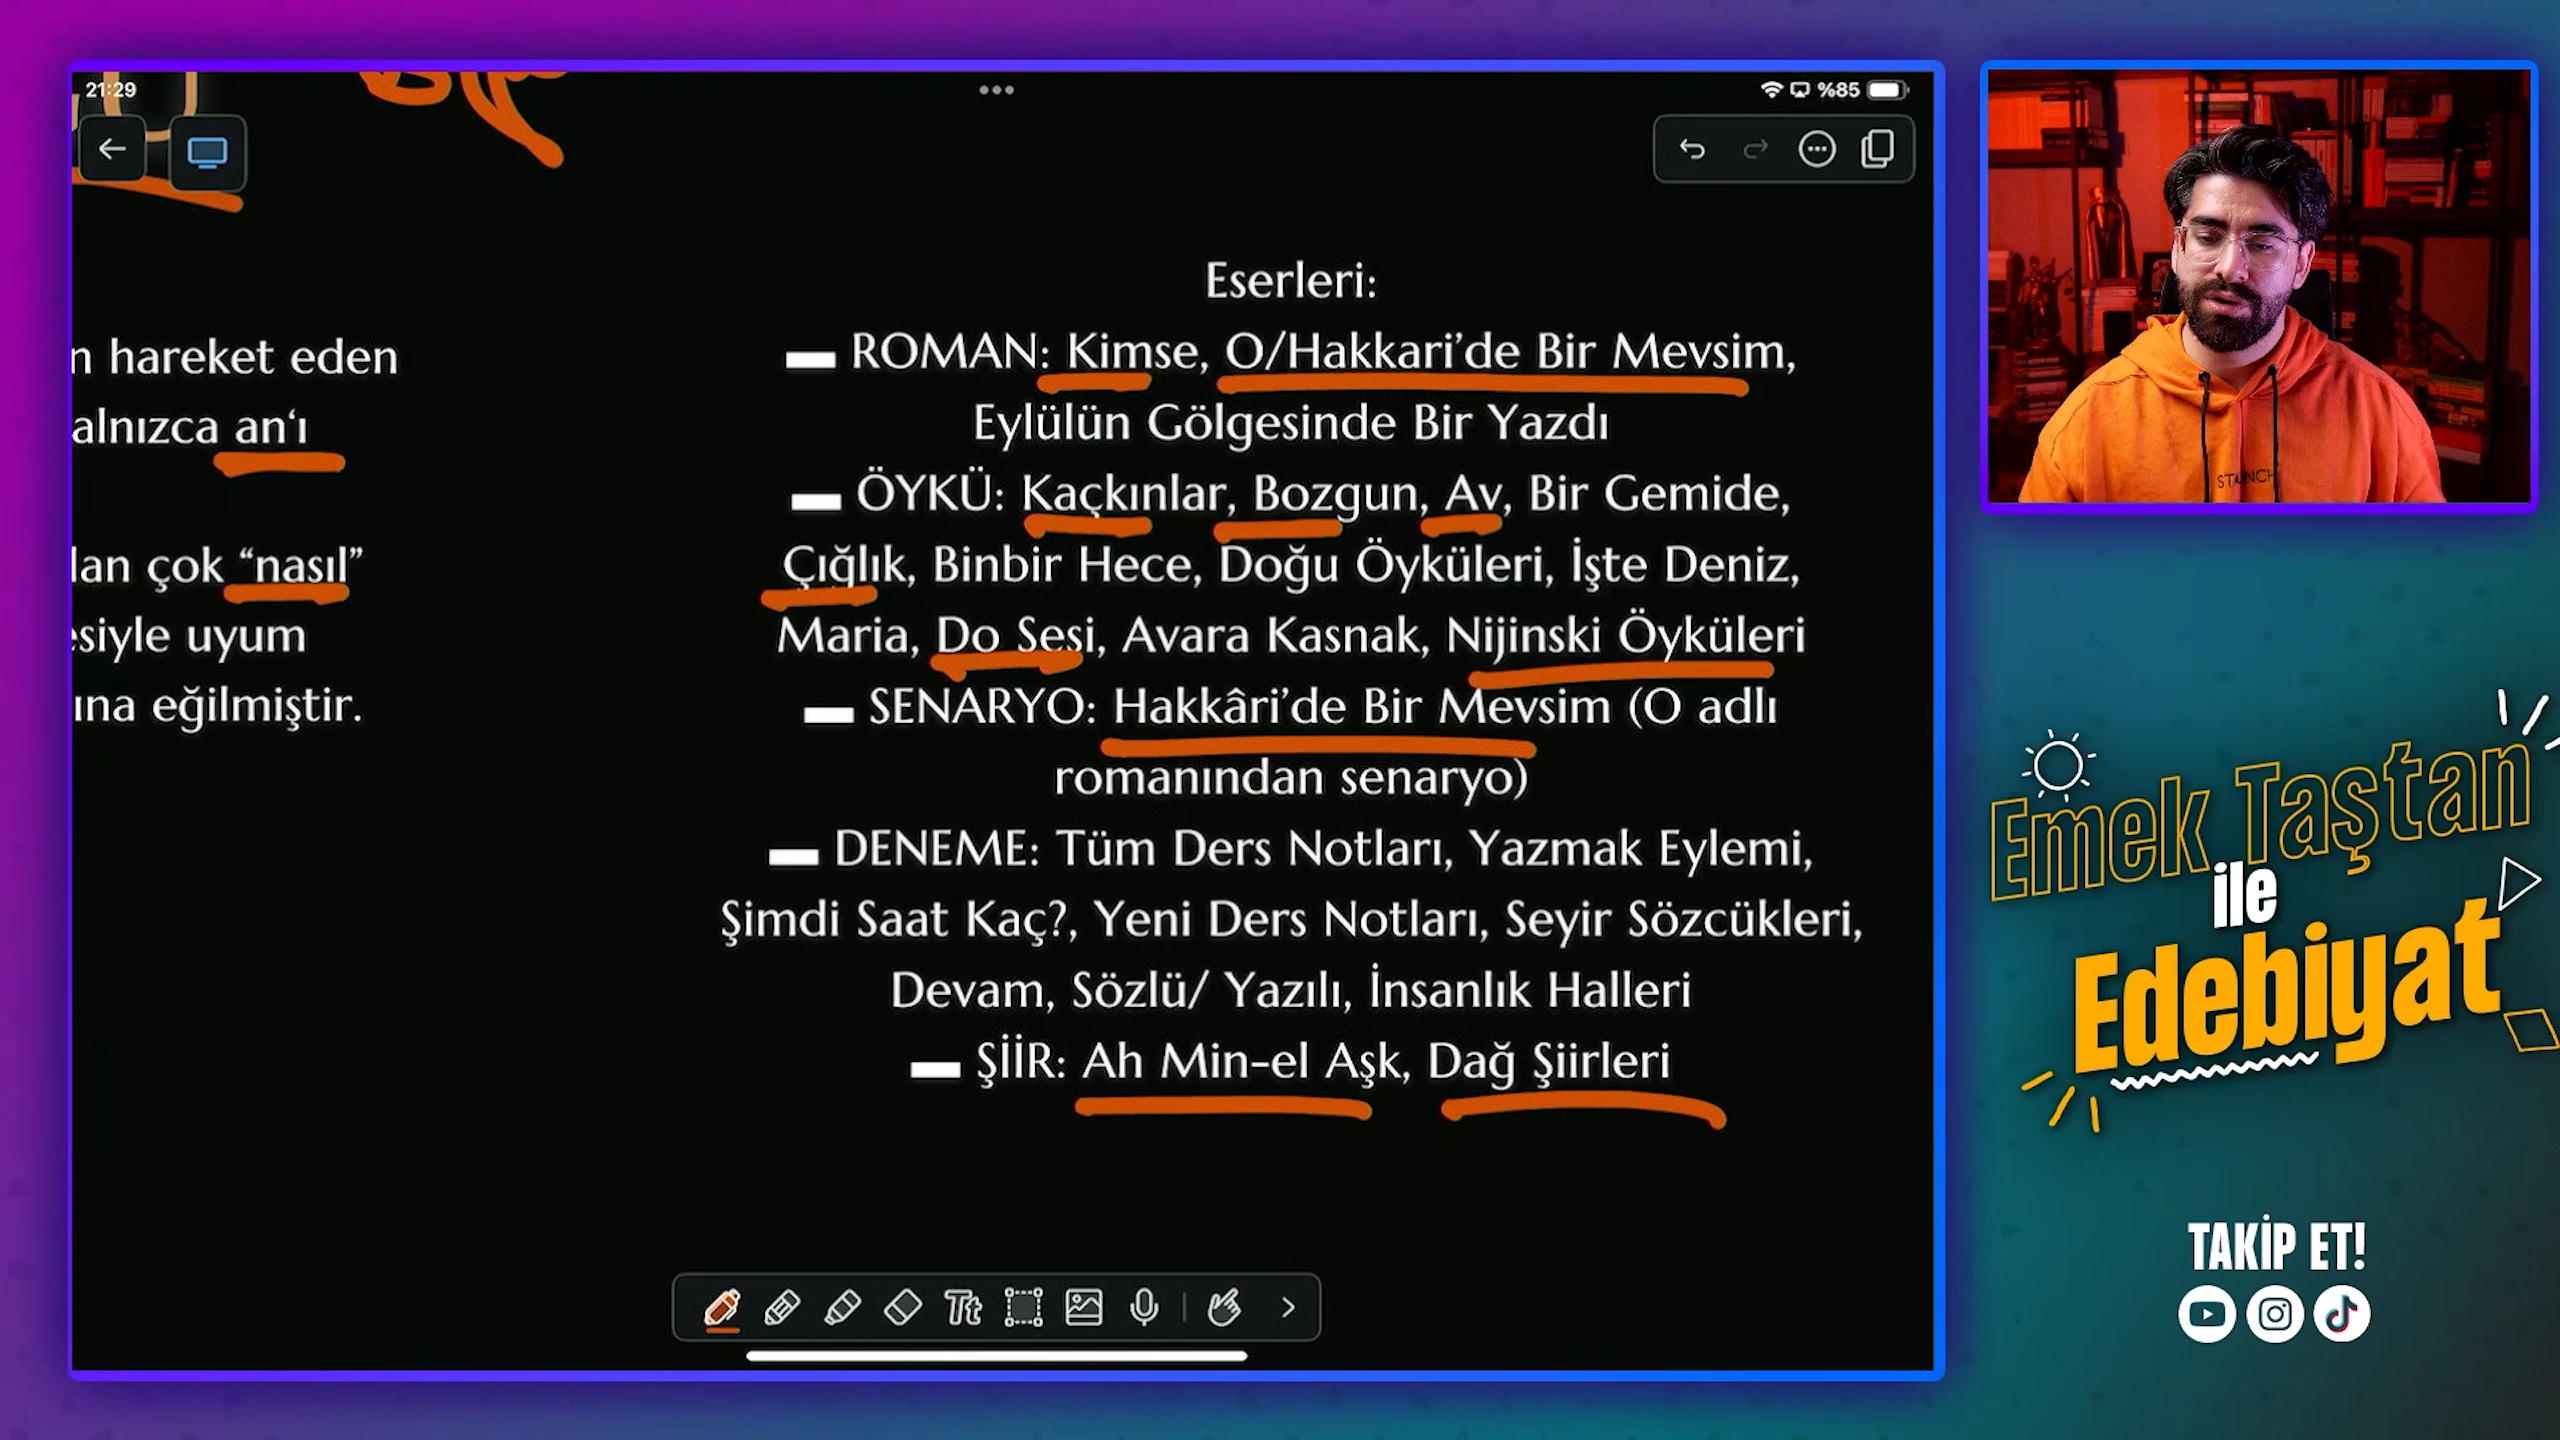 21:29
%85
n hareket eden
alnızca an‘ı
lan çok “nasıl”
esiyle uyum
ına eğilmiştir.
Eserleri:
▬ ROMAN: Kimse, O/Hakkari’de Bir Mevsim,
Eylülün Gölgesinde Bir Yazdı
▬ ÖYKÜ: Kaçkınlar, Bozgun, Av, Bir Gemide,
Çığlık, Binbir Hece, Doğu Öyküleri, İşte Deniz,
Maria, Do Sesi, Avara Kasnak, Nijinski Öyküleri
▬ SENARYO: Hakkâri’de Bir Mevsim (O adlı
romanından senaryo)
▬ DENEME: Tüm Ders Notları, Yazmak Eylemi,
Şimdi Saat Kaç?, Yeni Ders Notları, Seyir Sözcükleri,
Devam, Sözlü/ Yazılı, İnsanlık Halleri
▬ ŞİİR: Ah Min-el Aşk, Dağ Şiirleri
Tt
Emek Taştan
ile
Edebiyat
TAKİP ET!